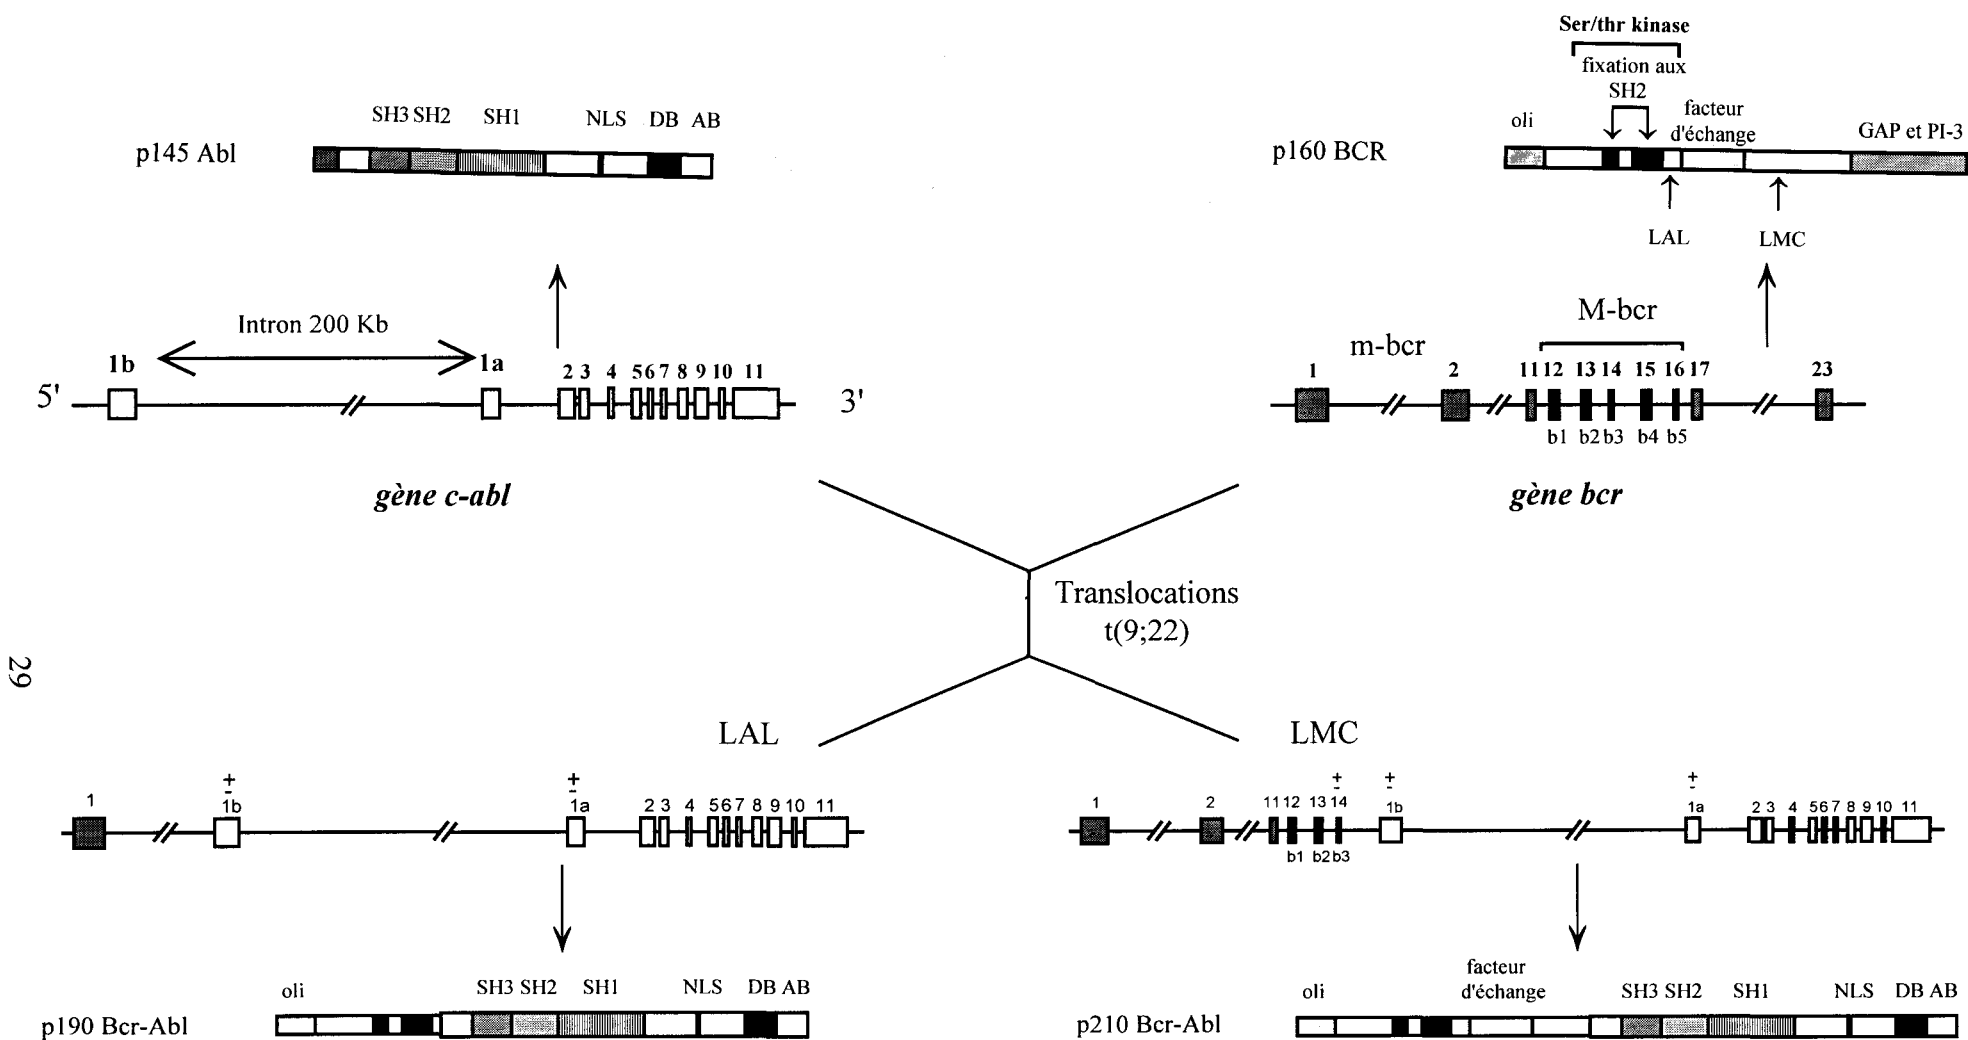 Ser/thr kinase
fixation aux
SH2
SH3 SH2 SH1 NLS DB AB
p145 Abl
oli
facteur
d'échange
GAP et PI-3
p160 BCR
LAL
LMC
Intron 200 Kb
5'
1b
1a
2 3 4 5 6 7 8 9 10 11
3'
gène c-abl
M-bcr
m-bcr
1 2 11 12 13 14 15 16 17 23
b1 b2 b3 b4 b5
gène bcr
Translocations
t(9;22)
29
LAL
+
-
+
-
1 1b 1a 2 3 4 5 6 7 8 9 10 11
oli SH3 SH2 SH1 NLS DB AB
p190 Bcr-Abl
LMC
+
-
+
-
+
-
1 2 11 12 13 14 1b 1a 2 3 4 5 6 7 8 9 10 11
b1 b2 b3
facteur
d'échange
oli SH3 SH2 SH1 NLS DB AB
p210 Bcr-Abl